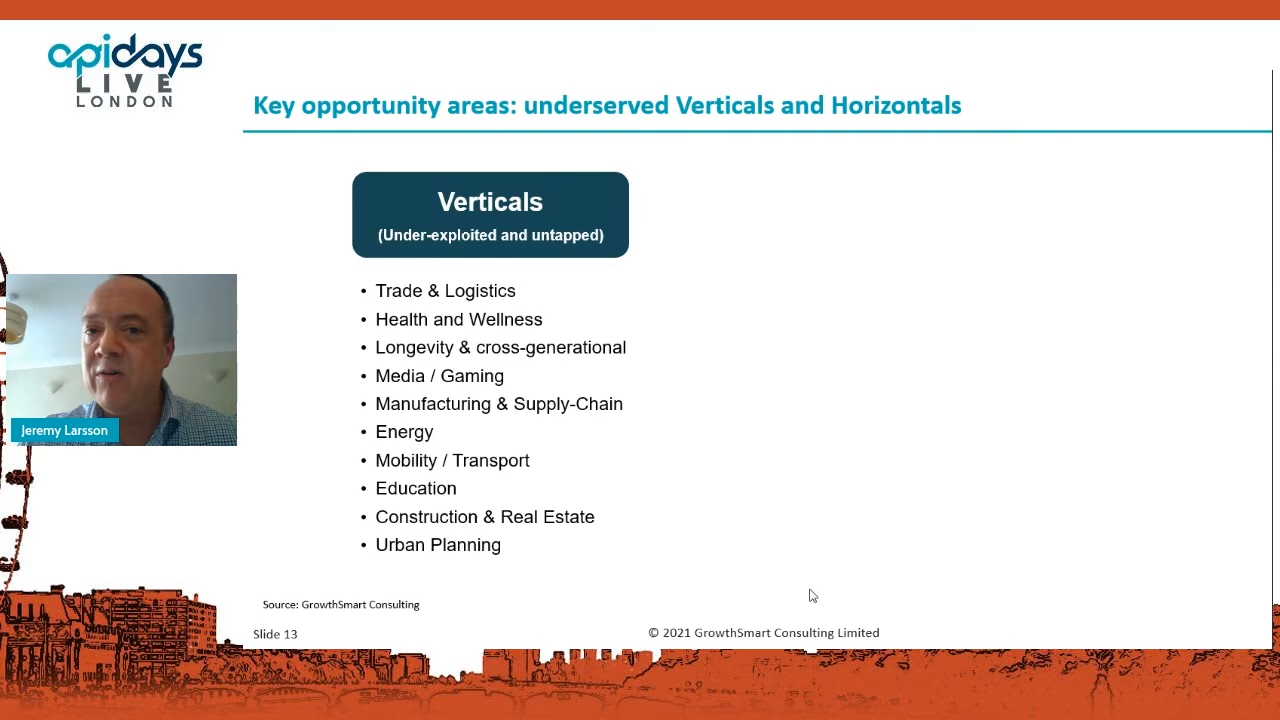 apidays
LIVE
LONDON
Key opportunity areas: underserved Verticals and Horizontals
Verticals
(Under-exploited and untapped)
• Trade & Logistics
• Health and Wellness
• Longevity & cross-generational
• Media / Gaming
• Manufacturing & Supply-Chain
• Energy
• Mobility / Transport
• Education
• Construction & Real Estate
• Urban Planning
Jeremy Larsson
Source: GrowthSmart Consulting
Slide 13
© 2021 GrowthSmart Consulting Limited